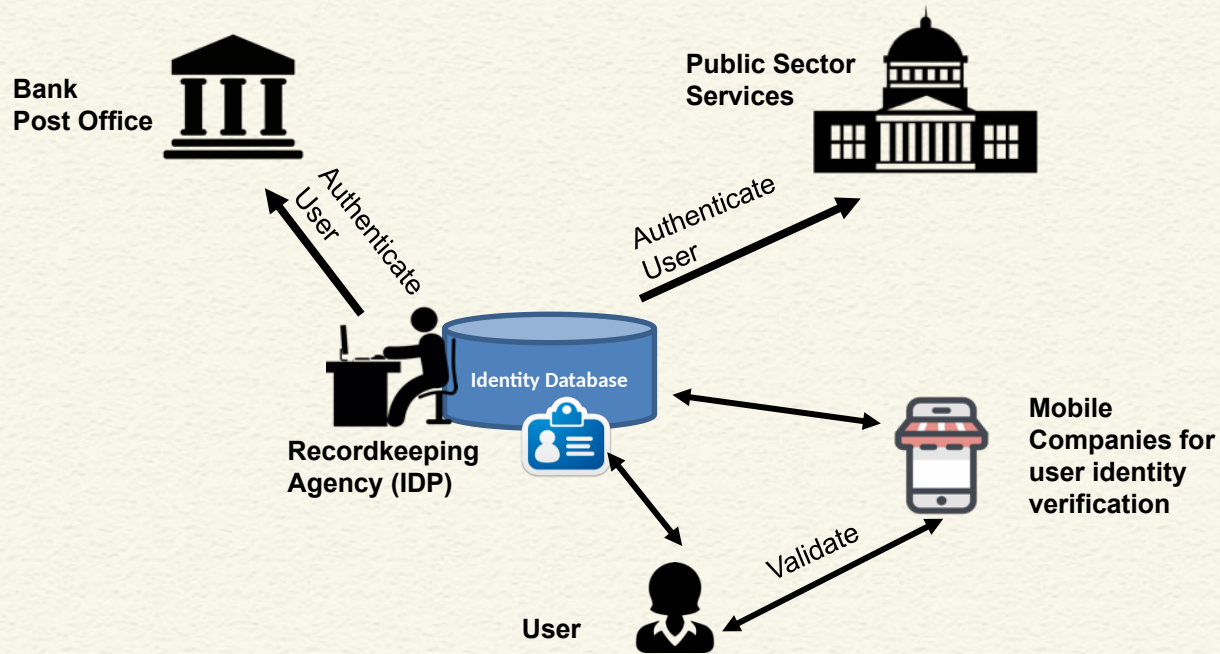 Bank
Post Office
Public Sector
Services
Authenticate
User
Authenticate
User
Identity Database
Recordkeeping
Agency (IDP)
Mobile
Companies for
user identity
verification
Validate
User